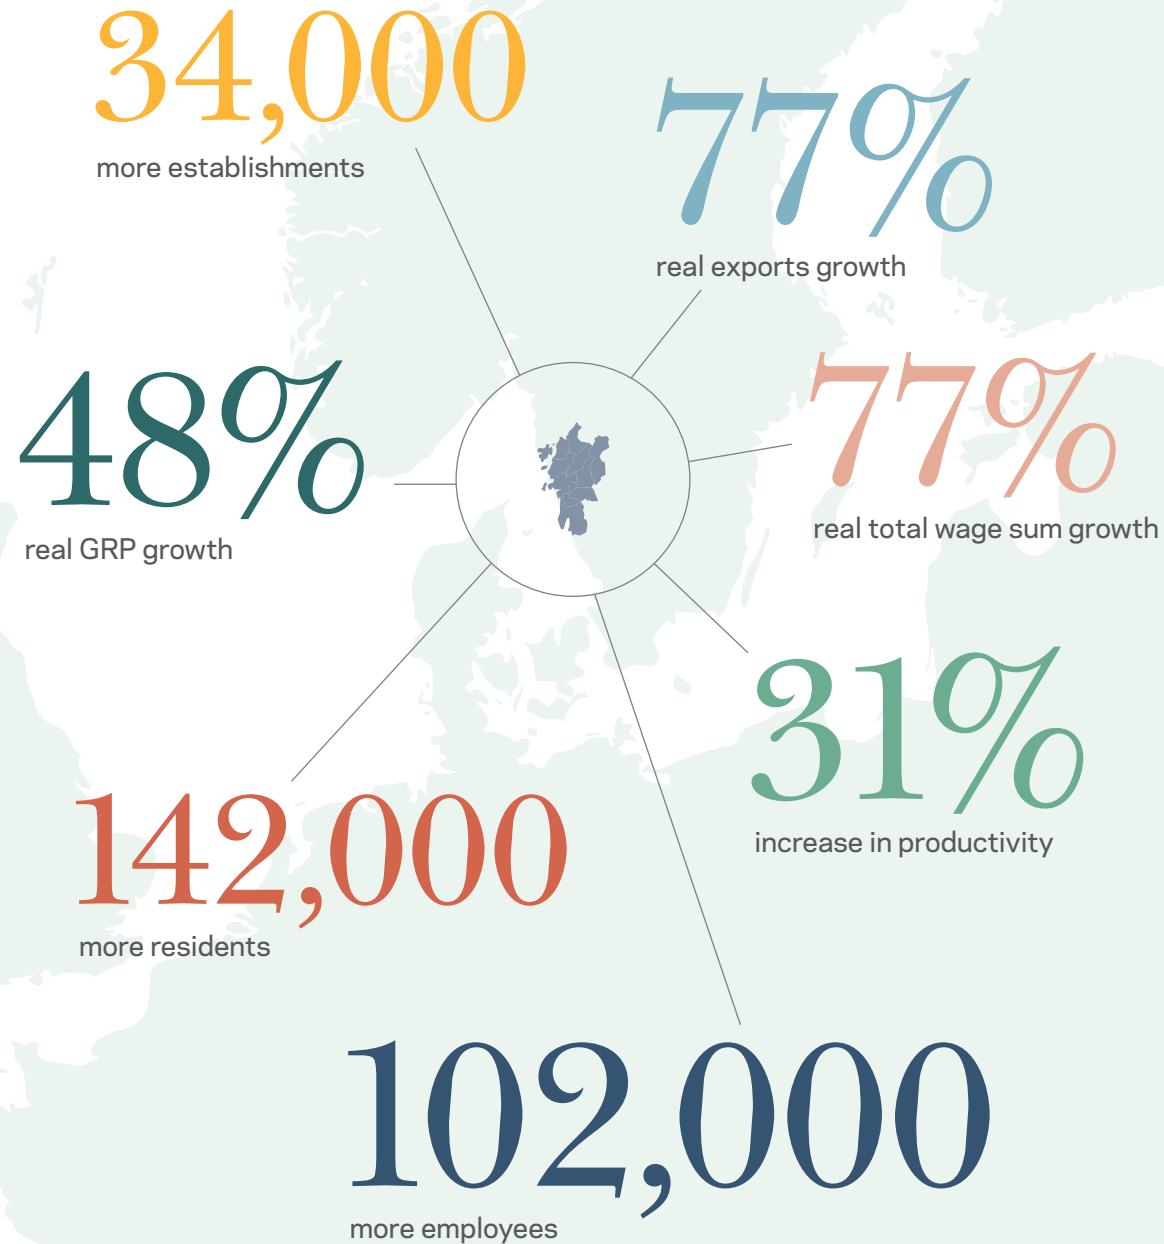 34,000
more establishments
77%
real exports growth
48%
real GRP growth
77%
real total wage sum growth
31%
increase in productivity
142,000
more residents
102,000
more employees